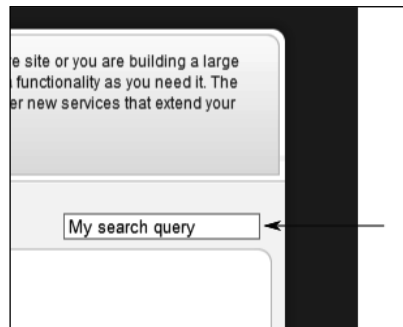 e site or you are building a large
functionality as you need it. The
er new services that extend your
My search query